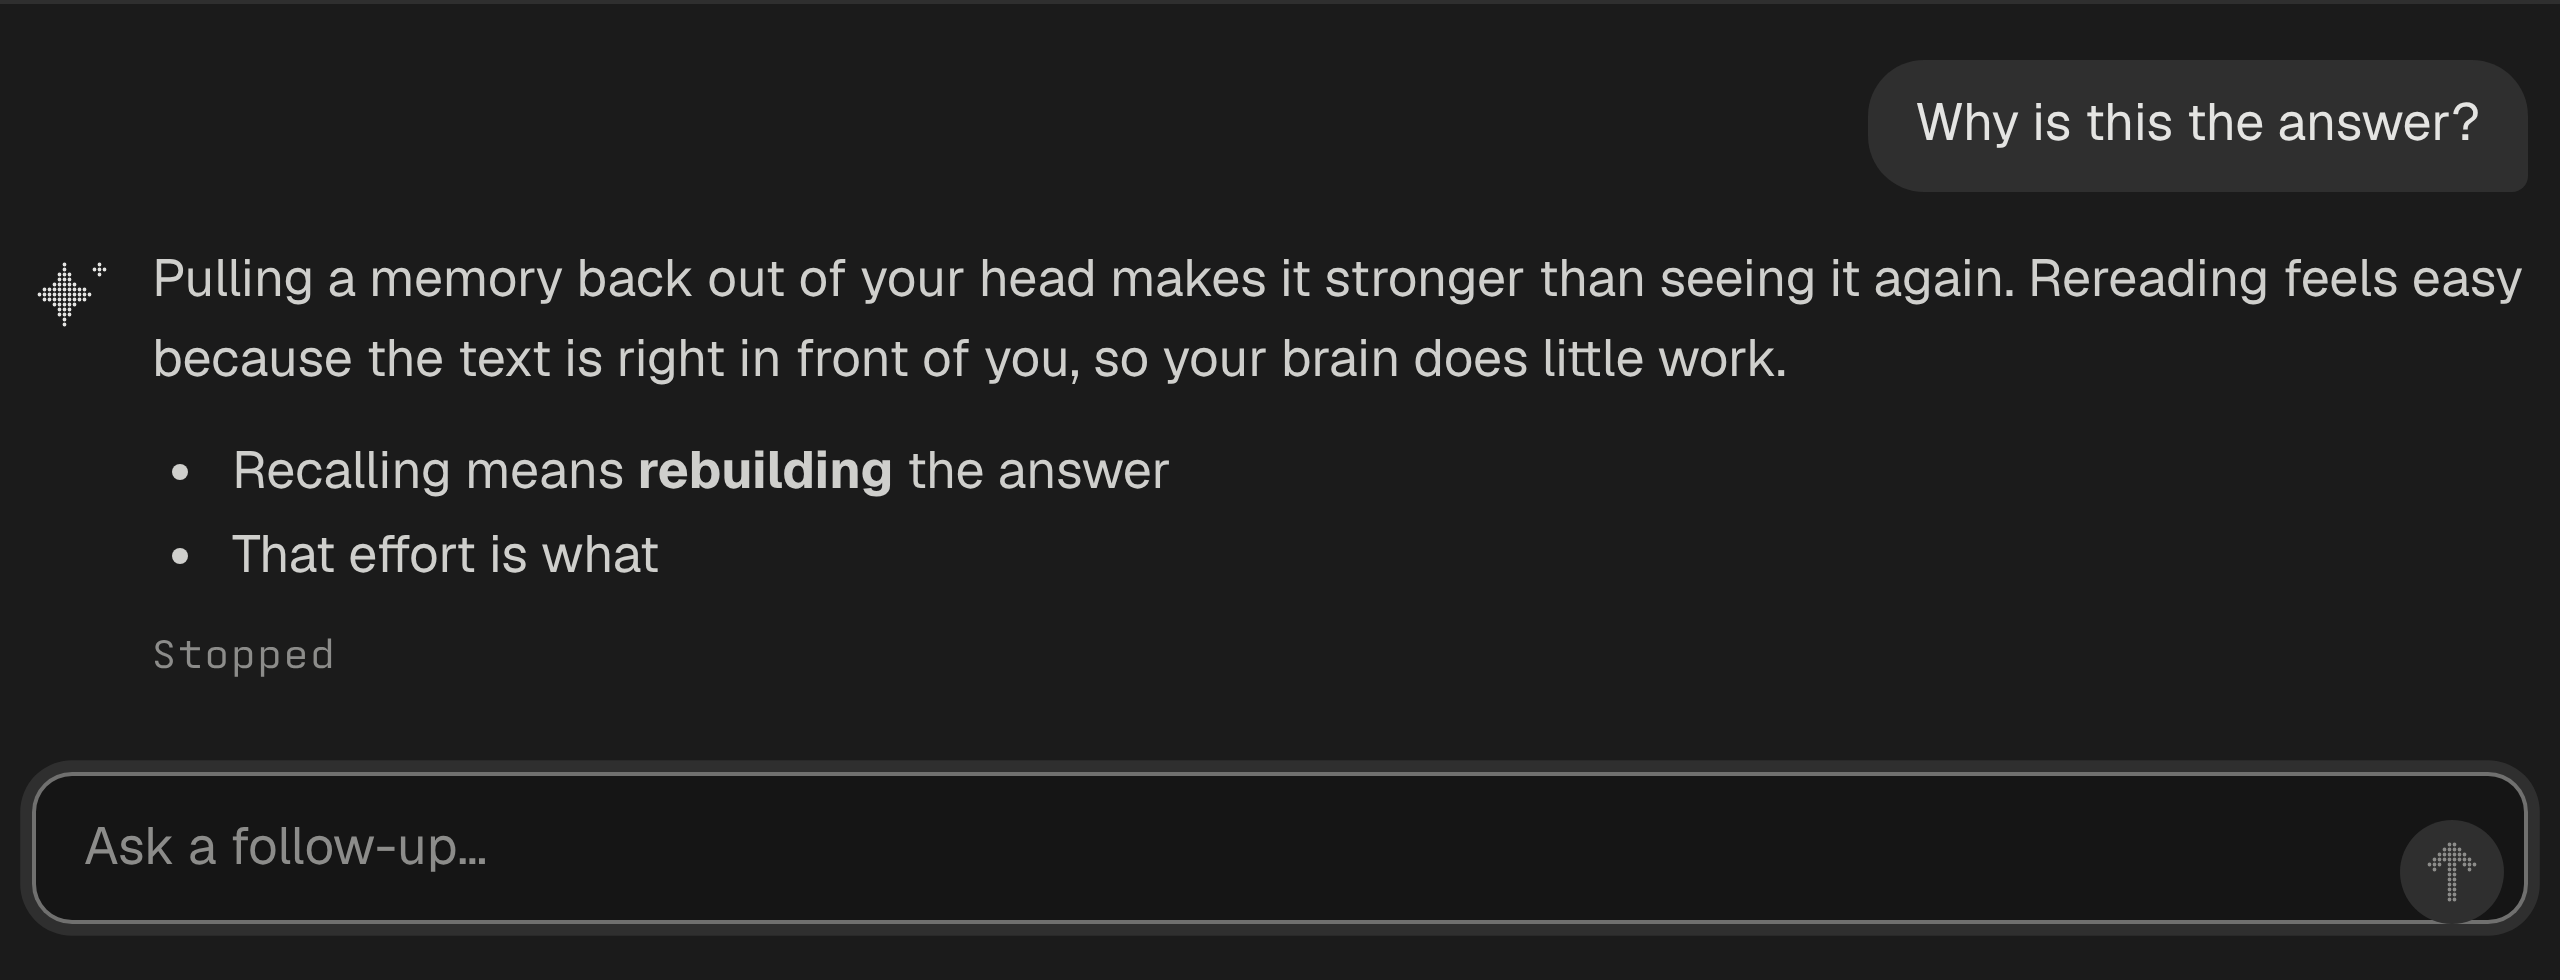 Why is this the answer?
Pulling a memory back out of your head makes it stronger than seeing it again. Rereading feels easy
because the text is right in front of you, so your brain does little work.
• Recalling means rebuilding the answer
• That effort is what
Stopped
Ask a follow-up…